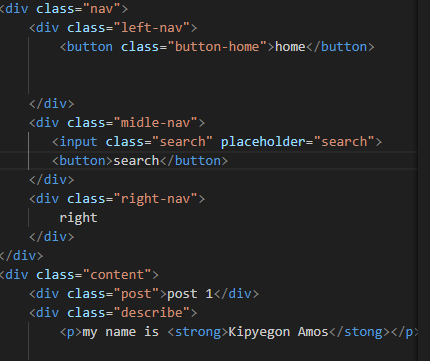 <div class="nav">
<div class="left-nav">
<button class="button-home">home</button>
</div>
<div class="midle-nav">
<input class="search" placeholder="search">
<button>search</button>
</div>
<div class="right-nav">
right
</div>
</div>
<div class="content">
<div class="post">post 1</div>
<div class="describe">
<p>my name is <strong>Kipyegon Amos</stong></p>